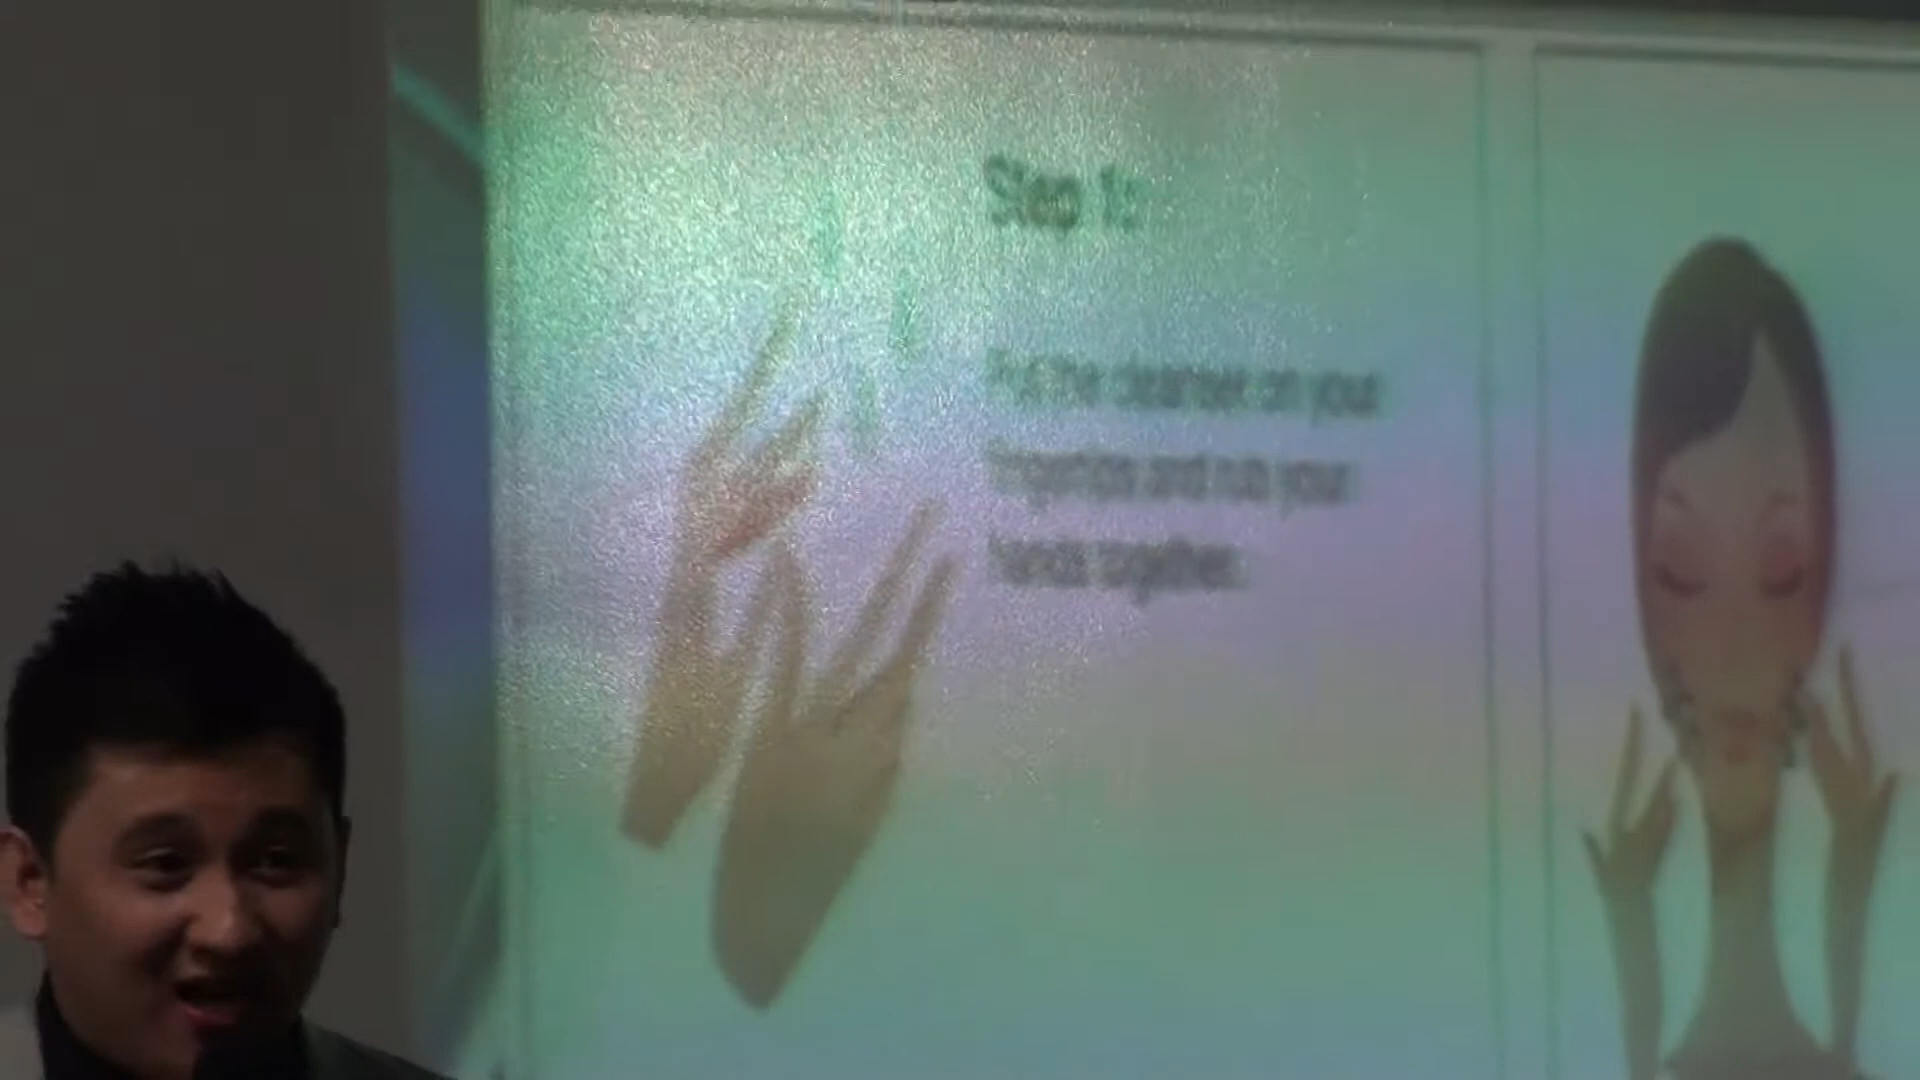 Step 1:
Put the cleanser on your
fingertips and rub your
hands together.